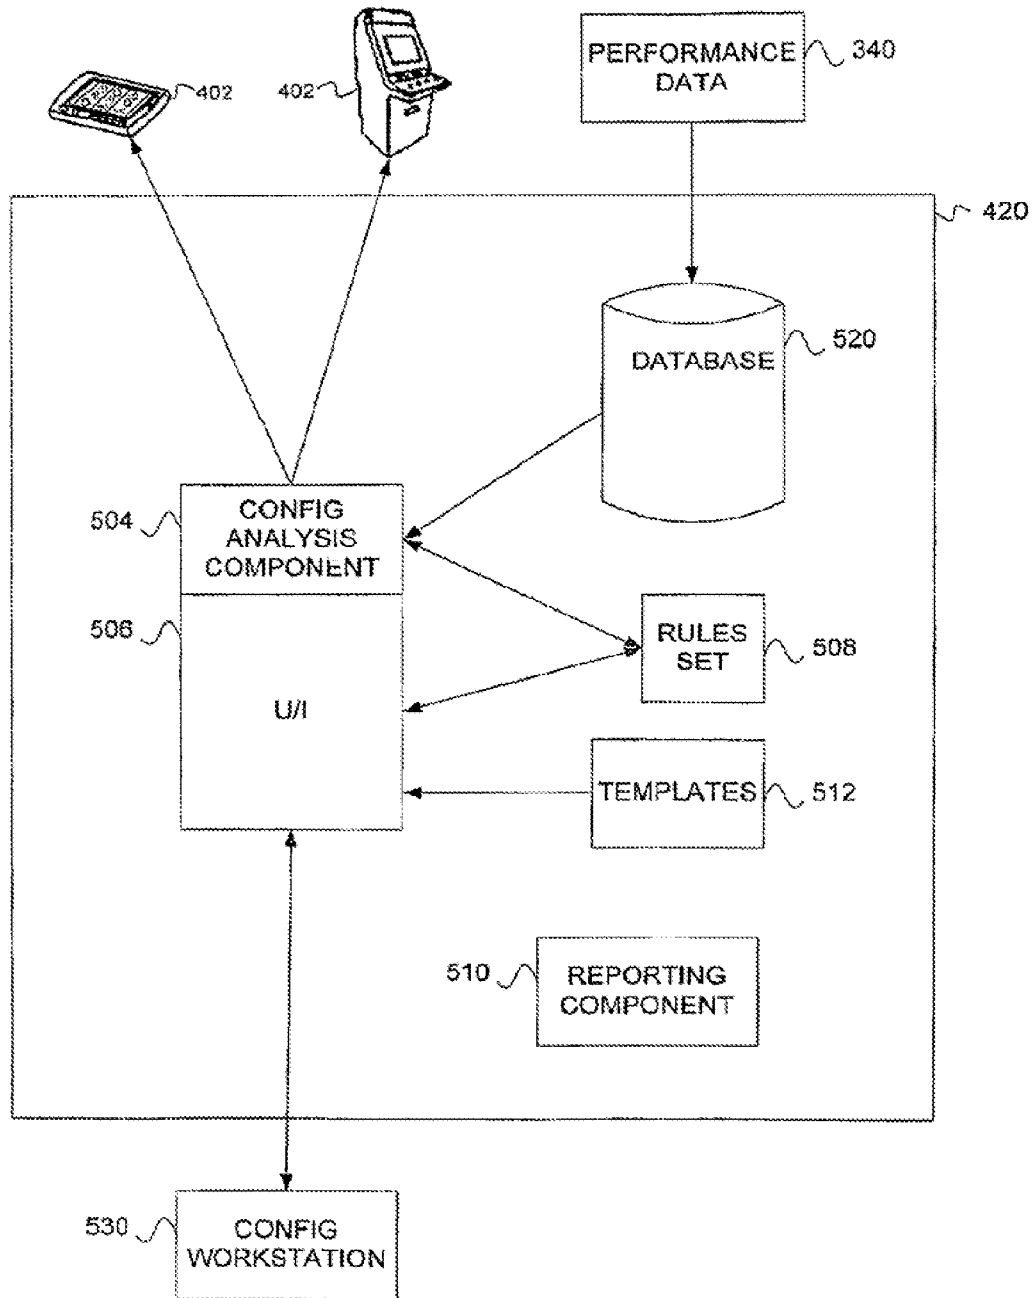 402
402
PERFORMANCE
DATA
340
420
DATABASE
520
504
CONFIG
ANALYSIS
COMPONENT
506
U/I
RULES
SET
508
TEMPLATES
512
510
REPORTING
COMPONENT
530
CONFIG
WORKSTATION